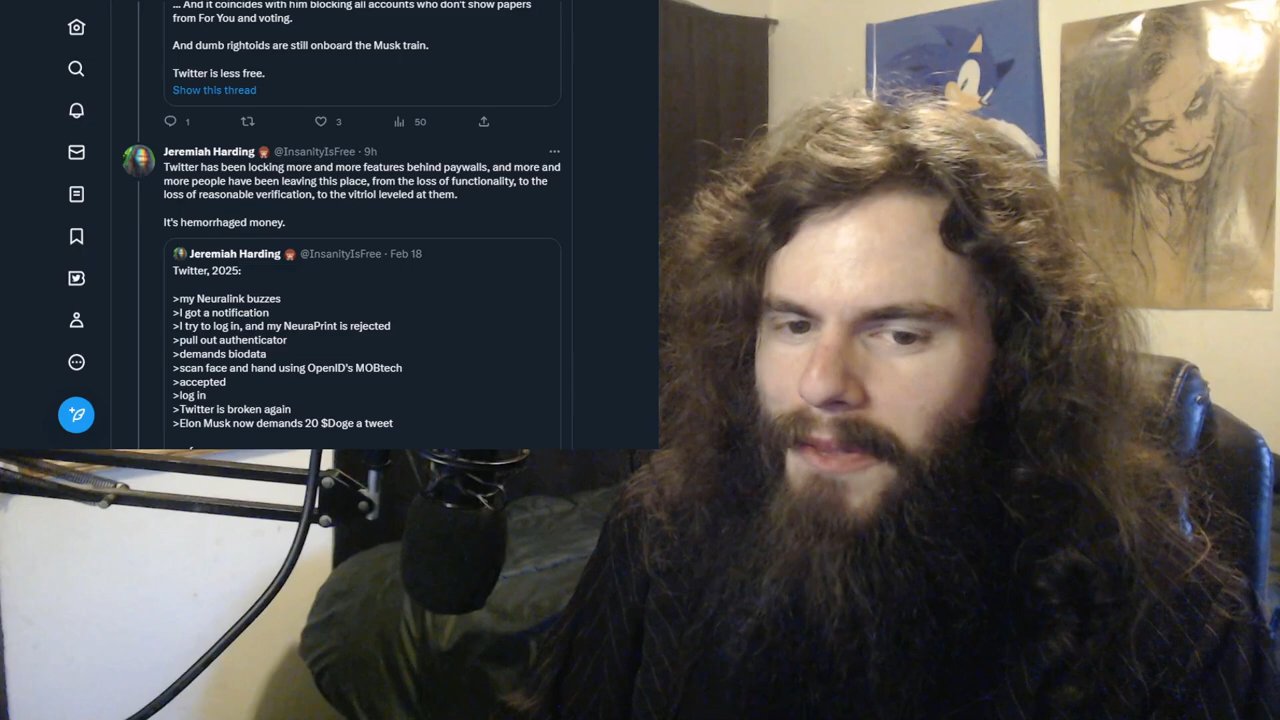 ... And it coincides with him blocking all accounts who don't show papers
from For You and voting.
And dumb rightoids are still onboard the Musk train.
Twitter is less free.
Show this thread
1 3 50
Jeremiah Harding @InsanityIsFree · 9h
Twitter has been locking more and more features behind paywalls, and more and
more people have been leaving this place, from the loss of functionality, to the
loss of reasonable verification, to the vitriol leveled at them.
It's hemorrhaged money.
Jeremiah Harding @InsanityIsFree · Feb 18
Twitter, 2025:
>my Neuralink buzzes
>I got a notification
>I try to log in, and my NeuraPrint is rejected
>pull out authenticator
>demands biodata
>scan face and hand using OpenID's MOBtech
>accepted
>log in
>Twitter is broken again
>Elon Musk now demands 20 $Doge a tweet